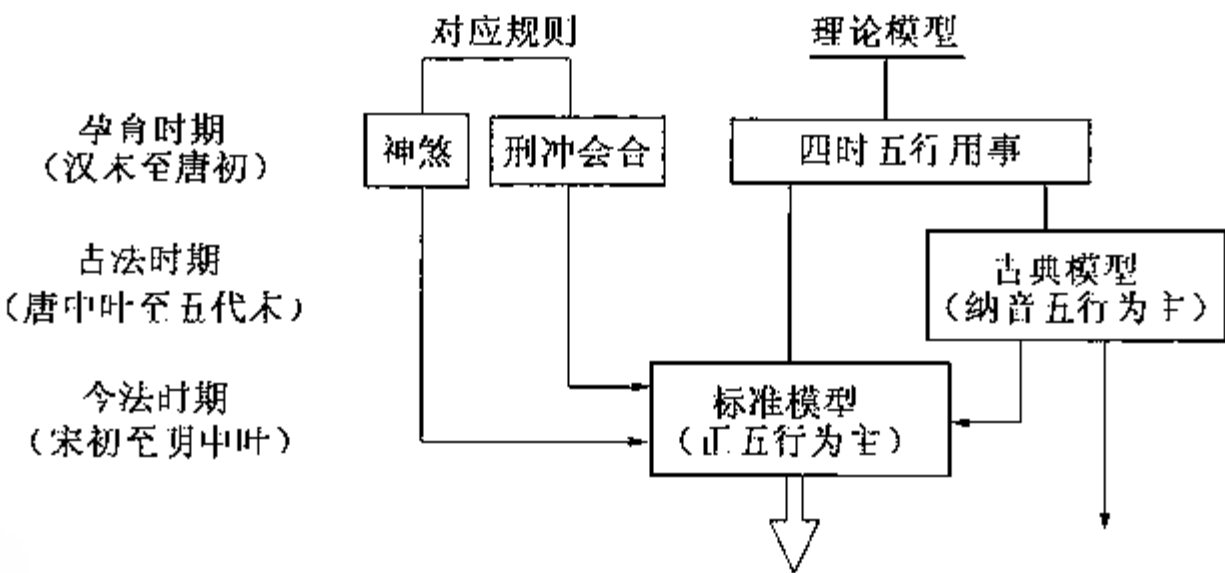 对应规则
理论模型
孕育时期
(汉末至唐初)
神煞
刑冲会合
四时五行用事
古法时期
(唐中叶至五代末)
古典模型
(纳音五行为主)
今法时期
(宋初至明中叶)
标准模型
(正五行为主)